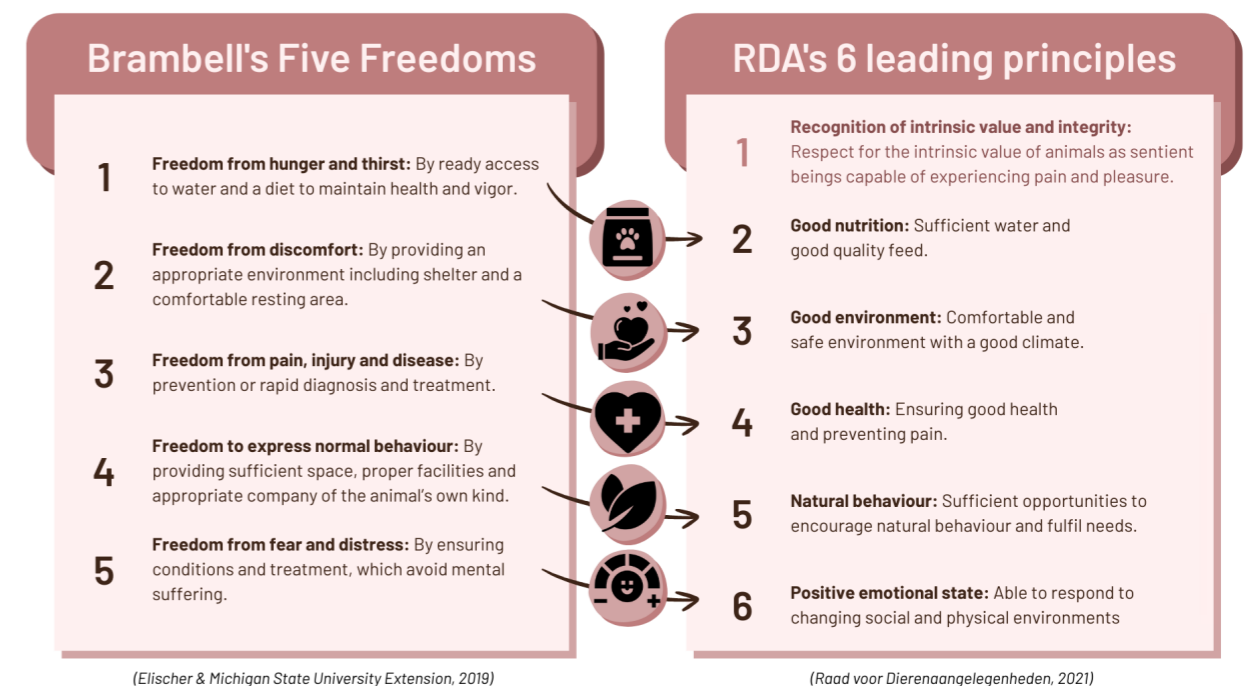 Brambell's Five Freedoms
1
Freedom from hunger and thirst: By ready access
to water and a diet to maintain health and vigor.
2
Freedom from discomfort: By providing an
appropriate environment including shelter and a
comfortable resting area.
3
Freedom from pain, injury and disease: By
prevention or rapid diagnosis and treatment.
4
Freedom to express normal behaviour: By
providing sufficient space, proper facilities and
appropriate company of the animal's own kind.
5
Freedom from fear and distress: By ensuring
conditions and treatment, which avoid mental
suffering.
(Elischer & Michigan State University Extension, 2019)
RDA's 6 leading principles
1
Recognition of intrinsic value and integrity:
Respect for the intrinsic value of animals as sentient
beings capable of experiencing pain and pleasure.
2
Good nutrition: Sufficient water and
good quality feed.
3
Good environment: Comfortable and
safe environment with a good climate.
4
Good health: Ensuring good health
and preventing pain.
5
Natural behaviour: Sufficient opportunities to
encourage natural behaviour and fulfil needs.
6
Positive emotional state: Able to respond to
changing social and physical environments
(Raad voor Dierenaangelegenheden, 2021)